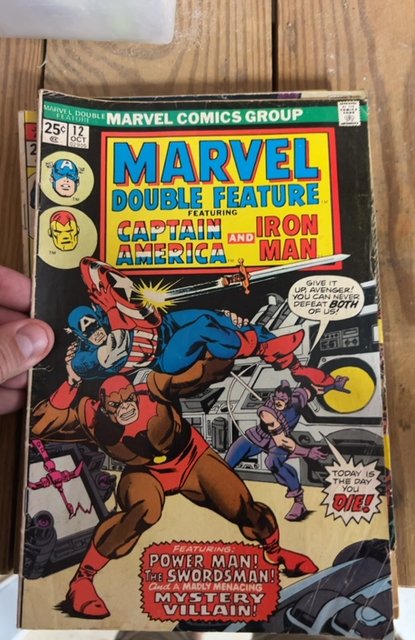 MARVEL DOUBLE FEATURE
MARVEL COMICS GROUP
25¢
12
OCT
MARVEL
DOUBLE FEATURE
FEATURING
CAPTAIN AMERICA
AND
IRON MAN
GIVE IT
UP, AVENGER!
YOU CAN NEVER
DEFEAT BOTH
OF US!
TODAY IS
THE DAY
YOU
DIE!
FEATURING:
POWER MAN!
THE SWORDSMAN!
And A MADLY MENACING
MYSTERY
VILLAIN!